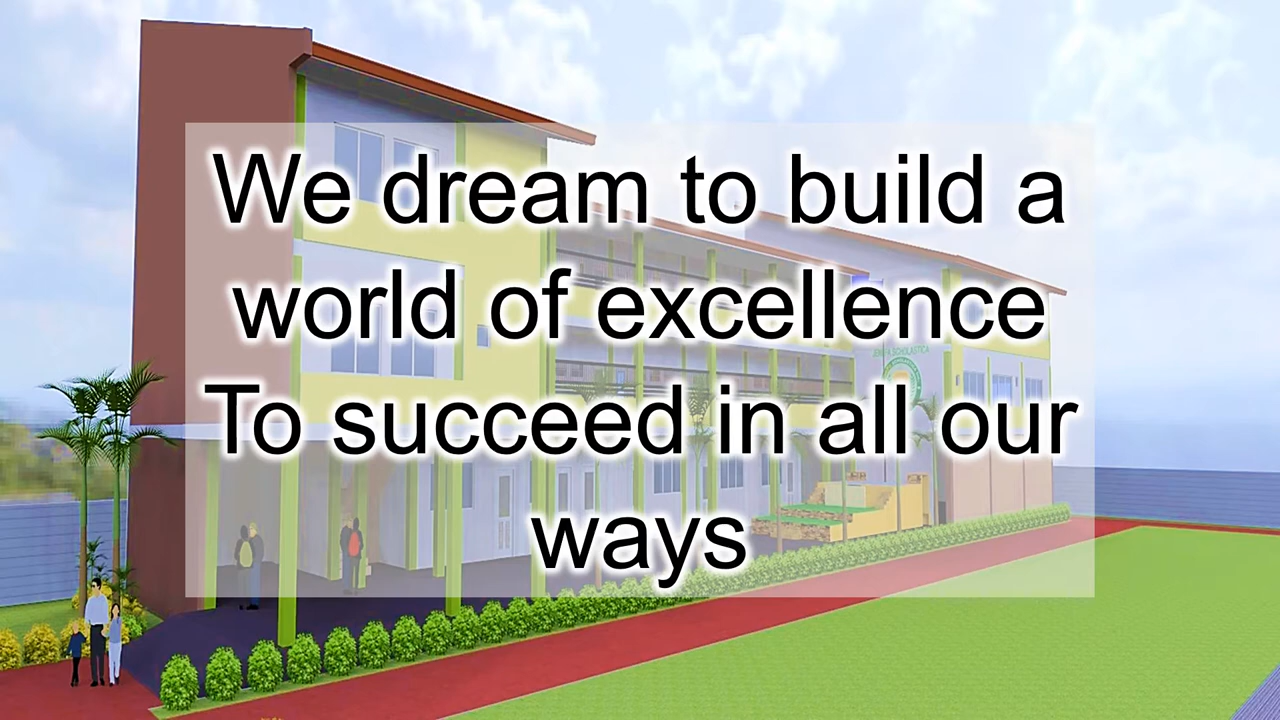 We dream to build a
world of excellence
To succeed in all our
ways